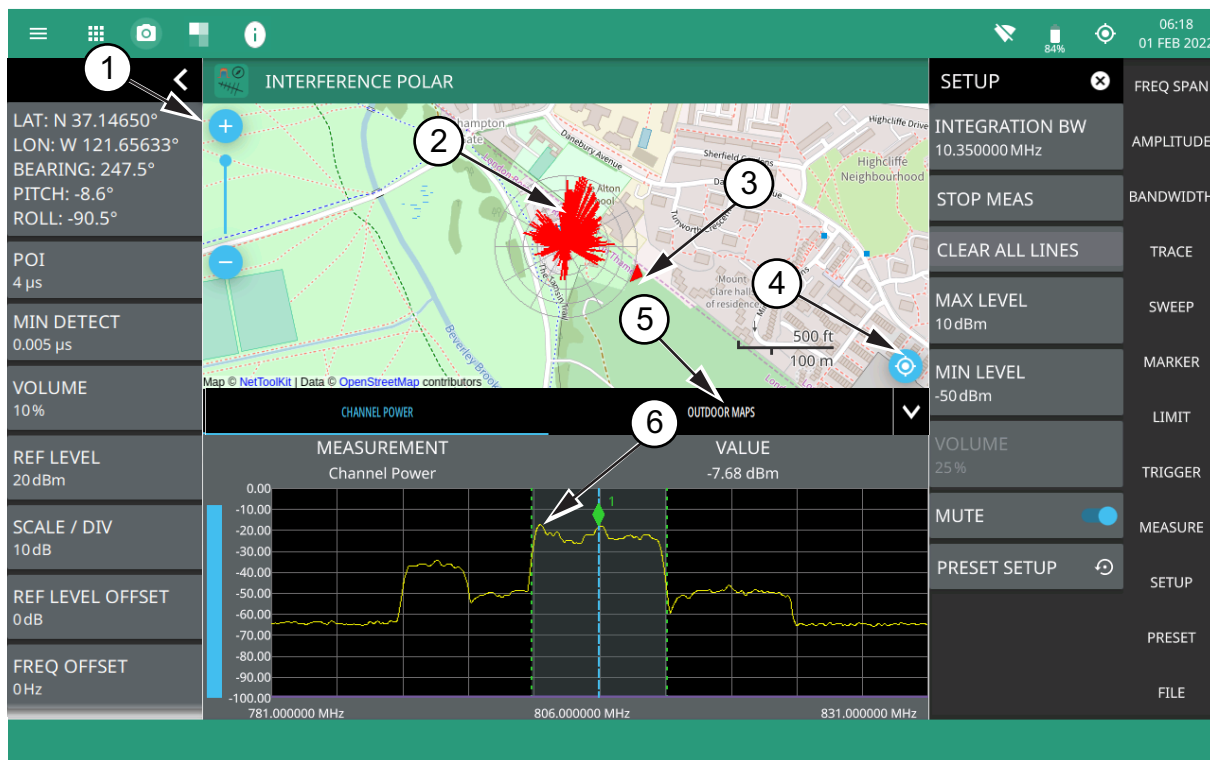 06:18
84%
01 FEB 2022
1
INTERFERENCE POLAR
SETUP
FREQ SPAN
LAT: N 37.14650°
LON: W 121.65633°
BEARING: 247.5°
PITCH: -8.6°
ROLL: -90.5°
POI
4 µs
MIN DETECT
0.005 µs
VOLUME
10 %
REF LEVEL
20 dBm
SCALE / DIV
10 dB
REF LEVEL OFFSET
0 dB
FREQ OFFSET
0 Hz
+
−
2
3
4
5
hampton
Gate
Danebury Avenue
Sherfield Gardens
Highcliffe Drive
Highcliffe
Neighbourhood
Alton
Tunworth Crescent
Mount
Clare halls
of residence
Beverley Brook
500 ft
100 m
Map © NetToolKit | Data © OpenStreetMap contributors
CHANNEL POWER
OUTDOOR MAPS
6
MEASUREMENT
VALUE
Channel Power
-7.68 dBm
1
0.00
-10.00
-20.00
-30.00
-40.00
-50.00
-60.00
-70.00
-80.00
-90.00
-100.00
781.000000 MHz
806.000000 MHz
831.000000 MHz
INTEGRATION BW
10.350000 MHz
STOP MEAS
CLEAR ALL LINES
MAX LEVEL
10 dBm
MIN LEVEL
-50 dBm
VOLUME
25 %
MUTE
PRESET SETUP
AMPLITUDE
BANDWIDTH
TRACE
SWEEP
MARKER
LIMIT
TRIGGER
MEASURE
SETUP
PRESET
FILE